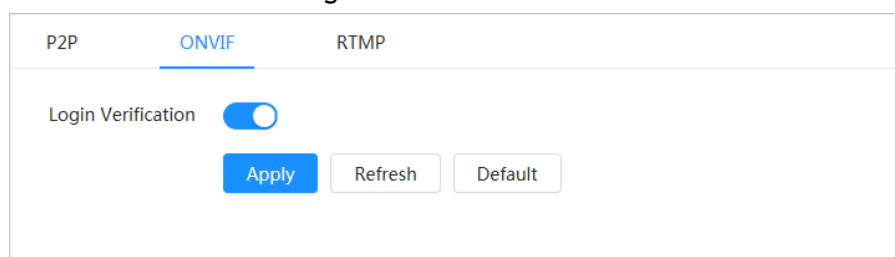 P2P ONVIF RTMP
Login Verification
Apply Refresh Default